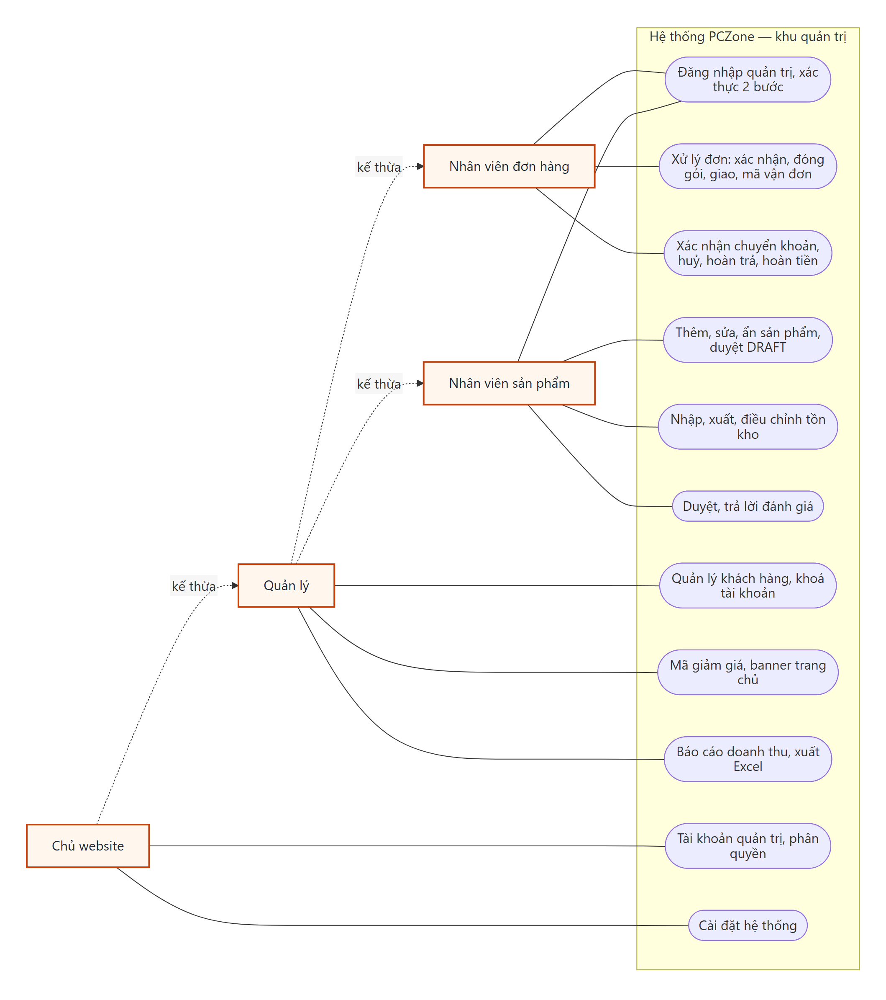 Hệ thống PCZone — khu quản trị
Đăng nhập quản trị, xác
thực 2 bước
kế thừa
Nhân viên đơn hàng
Xử lý đơn: xác nhận, đóng
gói, giao, mã vận đơn
Xác nhận chuyển khoản,
huỷ, hoàn trả, hoàn tiền
Thêm, sửa, ẩn sản phẩm,
duyệt DRAFT
kế thừa
Nhân viên sản phẩm
Nhập, xuất, điều chỉnh tồn
kho
Duyệt, trả lời đánh giá
kế thừa
Quản lý
Quản lý khách hàng, khoá
tài khoản
Mã giảm giá, banner trang
chủ
Báo cáo doanh thu, xuất
Excel
Chủ website
Tài khoản quản trị, phân
quyền
Cài đặt hệ thống